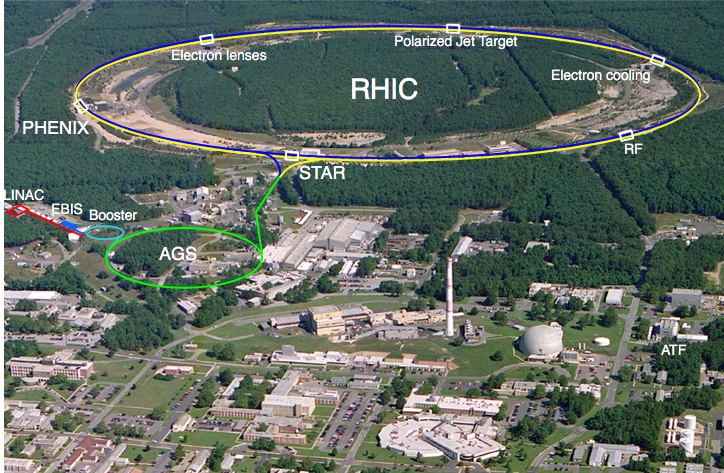 Electron lenses
Polarized Jet Target
Electron cooling
RHIC
PHENIX
RF
STAR
LINAC
EBIS
Booster
AGS
ATF